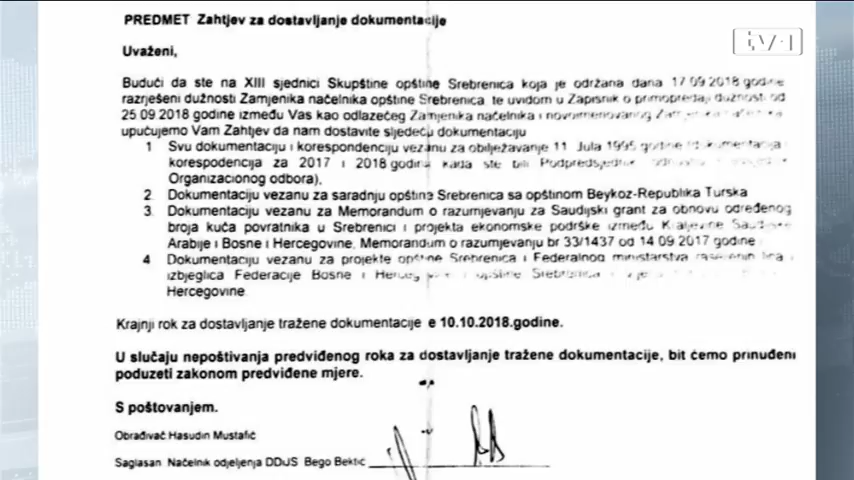 PREDMET Zahtjev za dostavljanje dokumentacije
tv1
Uvaženi,
Budući da ste na XIII sjednici Skupštine opštine Srebrenica koja je održana dana 17.09.2018.godine
razrješeni dužnosti Zamjenika načelnika opštine Srebrenica, te uvidom u Zapisnik o primopredaji dužnosti od
25.09.2018 godine između Vas kao odlazećeg Zamjenika načelnika i novoimenovanog
upućujemo Vam Zahtjev da nam dostavite sljedeću dokumentaciju
1 Svu dokumentaciju i korespondenciju vezanu za obilježavanje 11 Jula 1995 godine (dokumentacija i
korespodencija za 2017 i 2018.godinu kada ste bili Podpredsjednik
Organizacionog odbora),
2 Dokumentaciju vezanu za saradnju opštine Srebrenica sa opštinom Beykoz-Republika Turska
3. Dokumentaciju vezanu za Memorandum o razumjevanju za Saudijski grant za obnovu određenog
broja kuća povratnika u Srebrenici i projekta ekonomske podrške između Kraljevine Saudijske
Arabije i Bosne i Hercegovine, Memorandum o razumjevanju br 33/1437 od 14 09 2017 godine
4 Dokumentaciju vezanu za projekte opštine Srebrenica i Federalnog ministarstva raseljenih lica i
izbjeglica Federacije Bosne i Hercegovine opštine Srebrenica i
Hercegovine
Krajnji rok za dostavljanje tražene dokumentacije e 10.10.2018.godine.
U slučaju nepoštivanja predviđenog roka za dostavljanje tražene dokumentacije, bit ćemo prinuđeni
poduzeti zakonom predviđene mjere.
S poštovanjem.
Obrađivač Hasudin Mustafić
Saglasan Načelnik odjeljenja DDiJS Bego Bektić